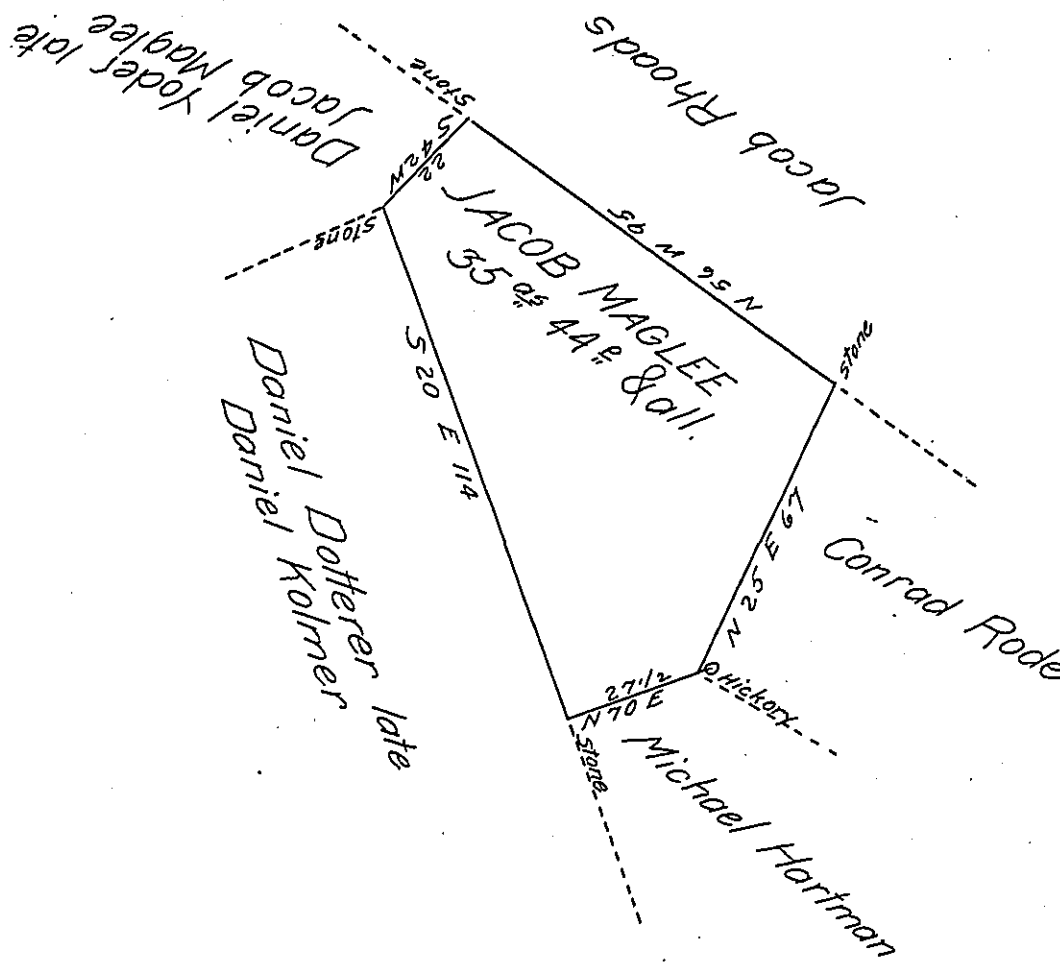 Daniel Yoder late
Jacob Maglee
Jacob Rhoads
Stone
S 42 W
22
JACOB MAGLEE
35 as 44 p & all.
N 56 W 95
Stone
Stone
S 20 E 114
Daniel Dotterer late
Daniel Kolmer
N 25 E 67
Conrad Rode
Hickory
27 1/2
N 70 E
Stone
Michael Hartman